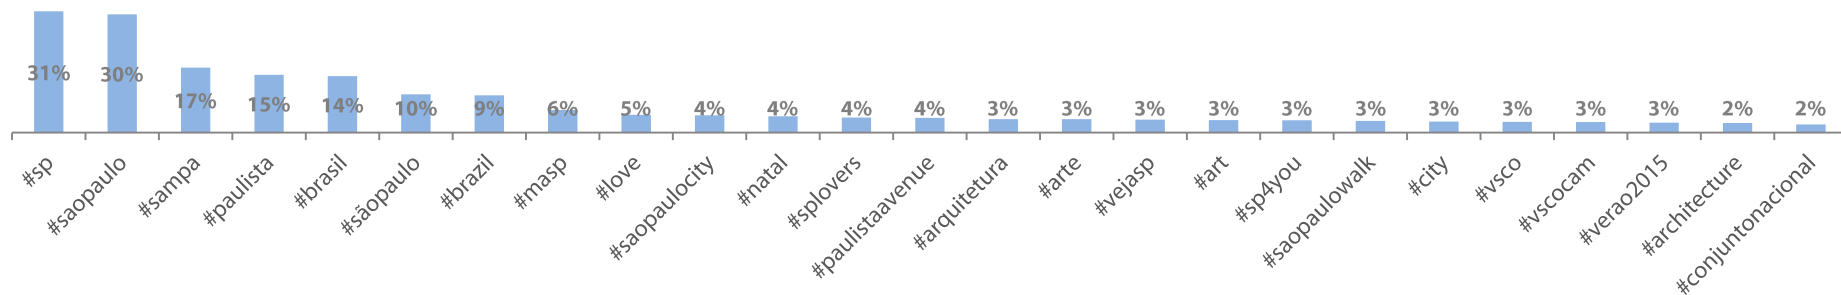 31% 30% 17% 15% 14% 10% 9% 6% 5% 4% 4% 4% 4% 3% 3% 3% 3% 3% 3% 3% 3% 3% 3% 2% 2%
#sp
#saopaulo
#sampa
#paulista
#brasil
#sãopaulo
#brazil
#masp
#love
#saopaulocity
#natal
#splovers
#paulistaavenue
#arquitetura
#arte
#vejasp
#art
#sp4you
#saopaulowalk
#city
#vsco
#vscocam
#verao2015
#architecture
#conjuntonacional